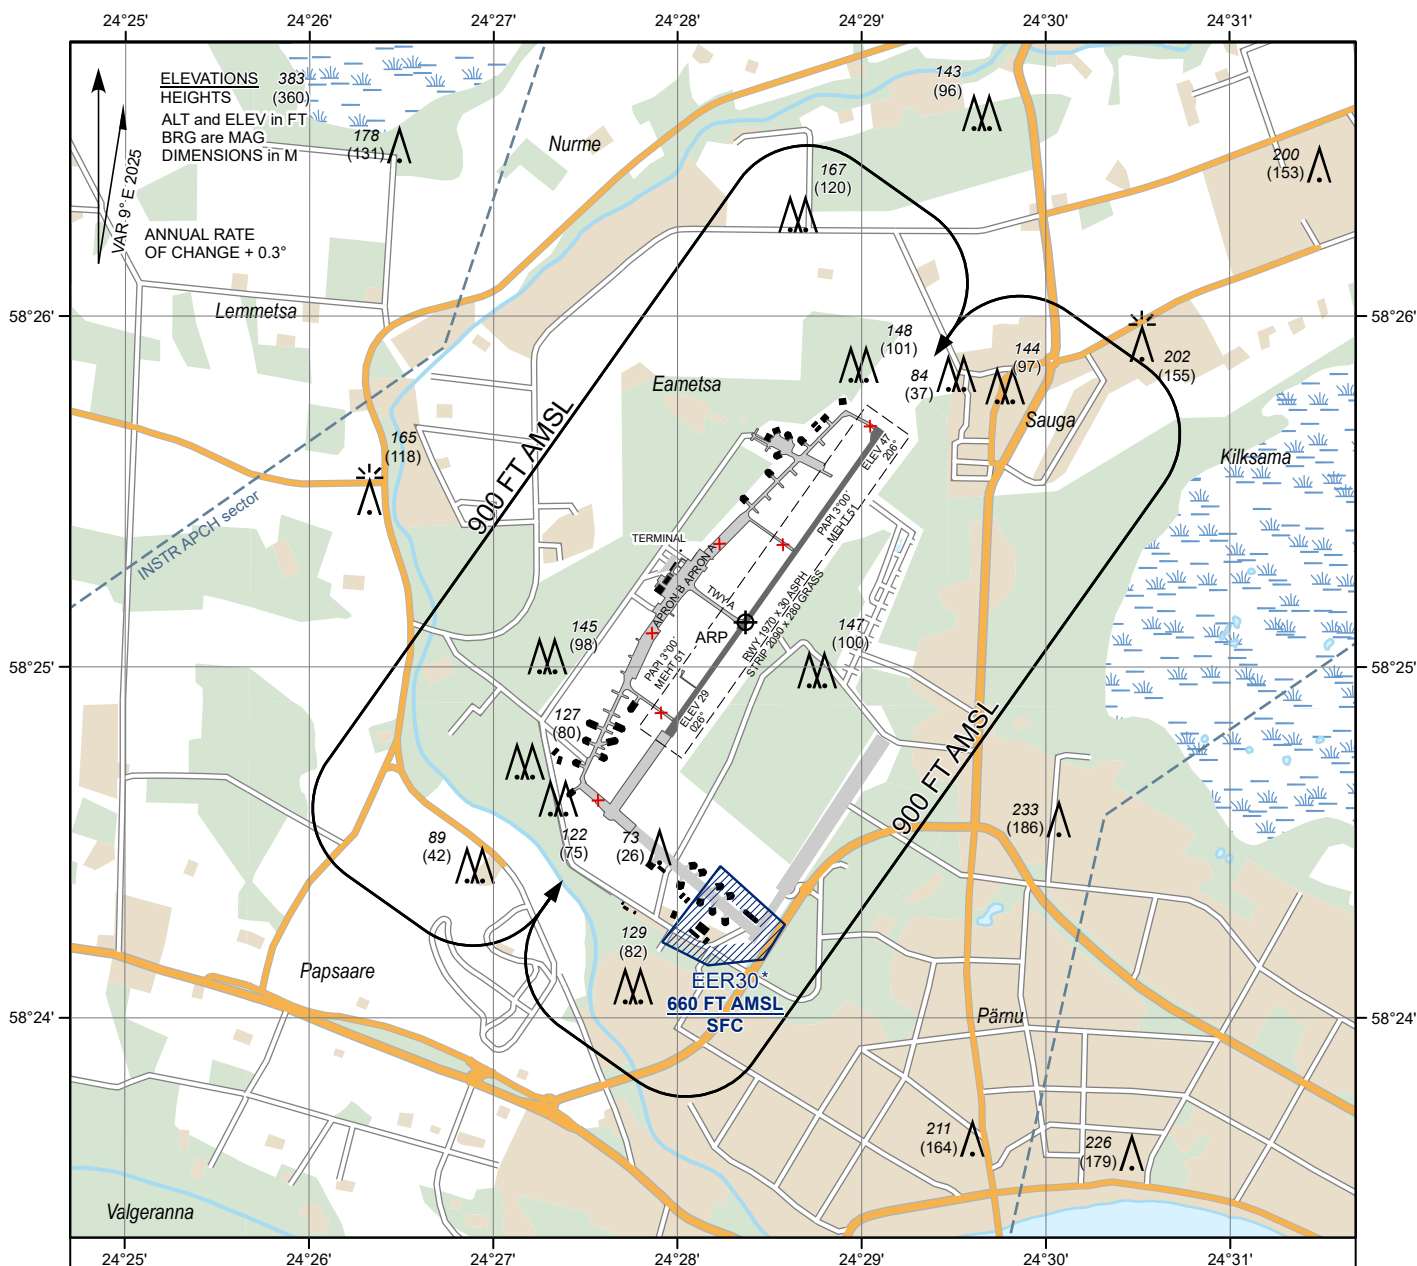 24°25'
24°26'
24°27'
24°28'
24°29'
24°30'
24°31'
ELEVATIONS 383
HEIGHTS (360)
ALT and ELEV in FT
BRG are MAG
DIMENSIONS in M
VAR 9° E 2025
ANNUAL RATE
OF CHANGE + 0.3°
178
(131)
Nurme
143
(96)
167
(120)
200
(153)
Lemmetsa
58°26'
58°26'
148
(101)
84
(37)
144
(97)
202
(155)
Eametsa
Sauga
Kilksama
165
(118)
900 FT AMSL
INSTR APCH sector
ELEV 47
206°
PAPI 3°00'
MEHT 51
TERMINAL
APRON A
APRON B
TWY A
ARP
RWY 1970 x 30 ASPH
STRIP 2090 x 280 GRASS
145
(98)
147
(100)
PAPI 3°00'
MEHT 51
ELEV 29
026°
58°25'
58°25'
127
(80)
900 FT AMSL
233
(186)
89
(42)
122
(75)
73
(26)
129
(82)
Papsaare
EER30*
660 FT AMSL
SFC
Pärnu
58°24'
58°24'
211
(164)
226
(179)
Valgeranna
24°25'
24°26'
24°27'
24°28'
24°29'
24°30'
24°31'